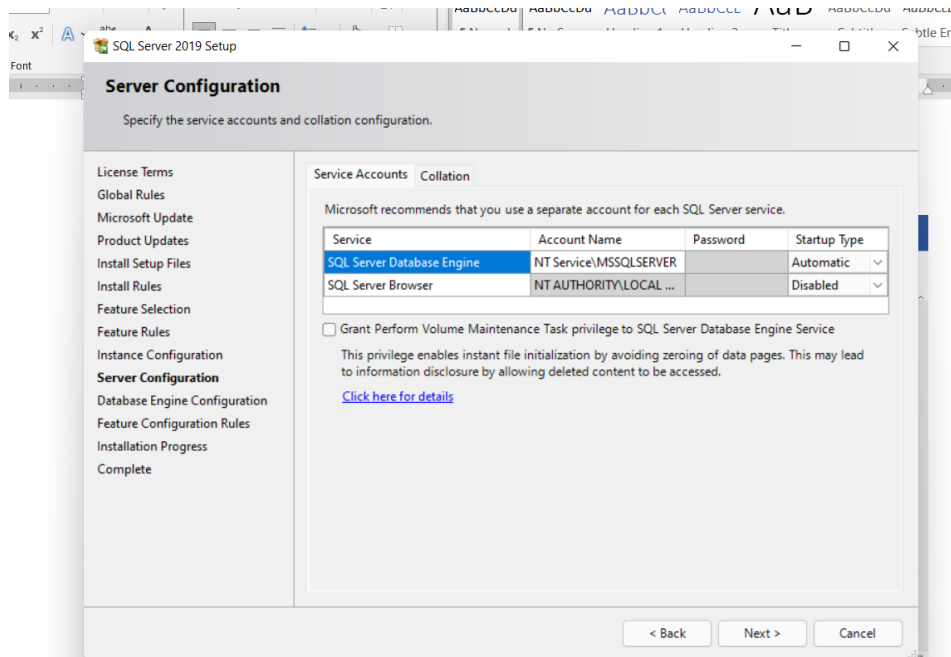 Font
SQL Server 2019 Setup
Server Configuration
Specify the service accounts and collation configuration.
License Terms
Global Rules
Microsoft Update
Product Updates
Install Setup Files
Install Rules
Feature Selection
Feature Rules
Instance Configuration
Server Configuration
Database Engine Configuration
Feature Configuration Rules
Installation Progress
Complete
Service Accounts Collation
Microsoft recommends that you use a separate account for each SQL Server service.
Service Account Name Password Startup Type
SQL Server Database Engine NT Service\MSSQLSERVER Automatic
SQL Server Browser NT AUTHORITY\LOCAL ... Disabled
Grant Perform Volume Maintenance Task privilege to SQL Server Database Engine Service
This privilege enables instant file initialization by avoiding zeroing of data pages. This may lead
to information disclosure by allowing deleted content to be accessed.
Click here for details
< Back Next > Cancel